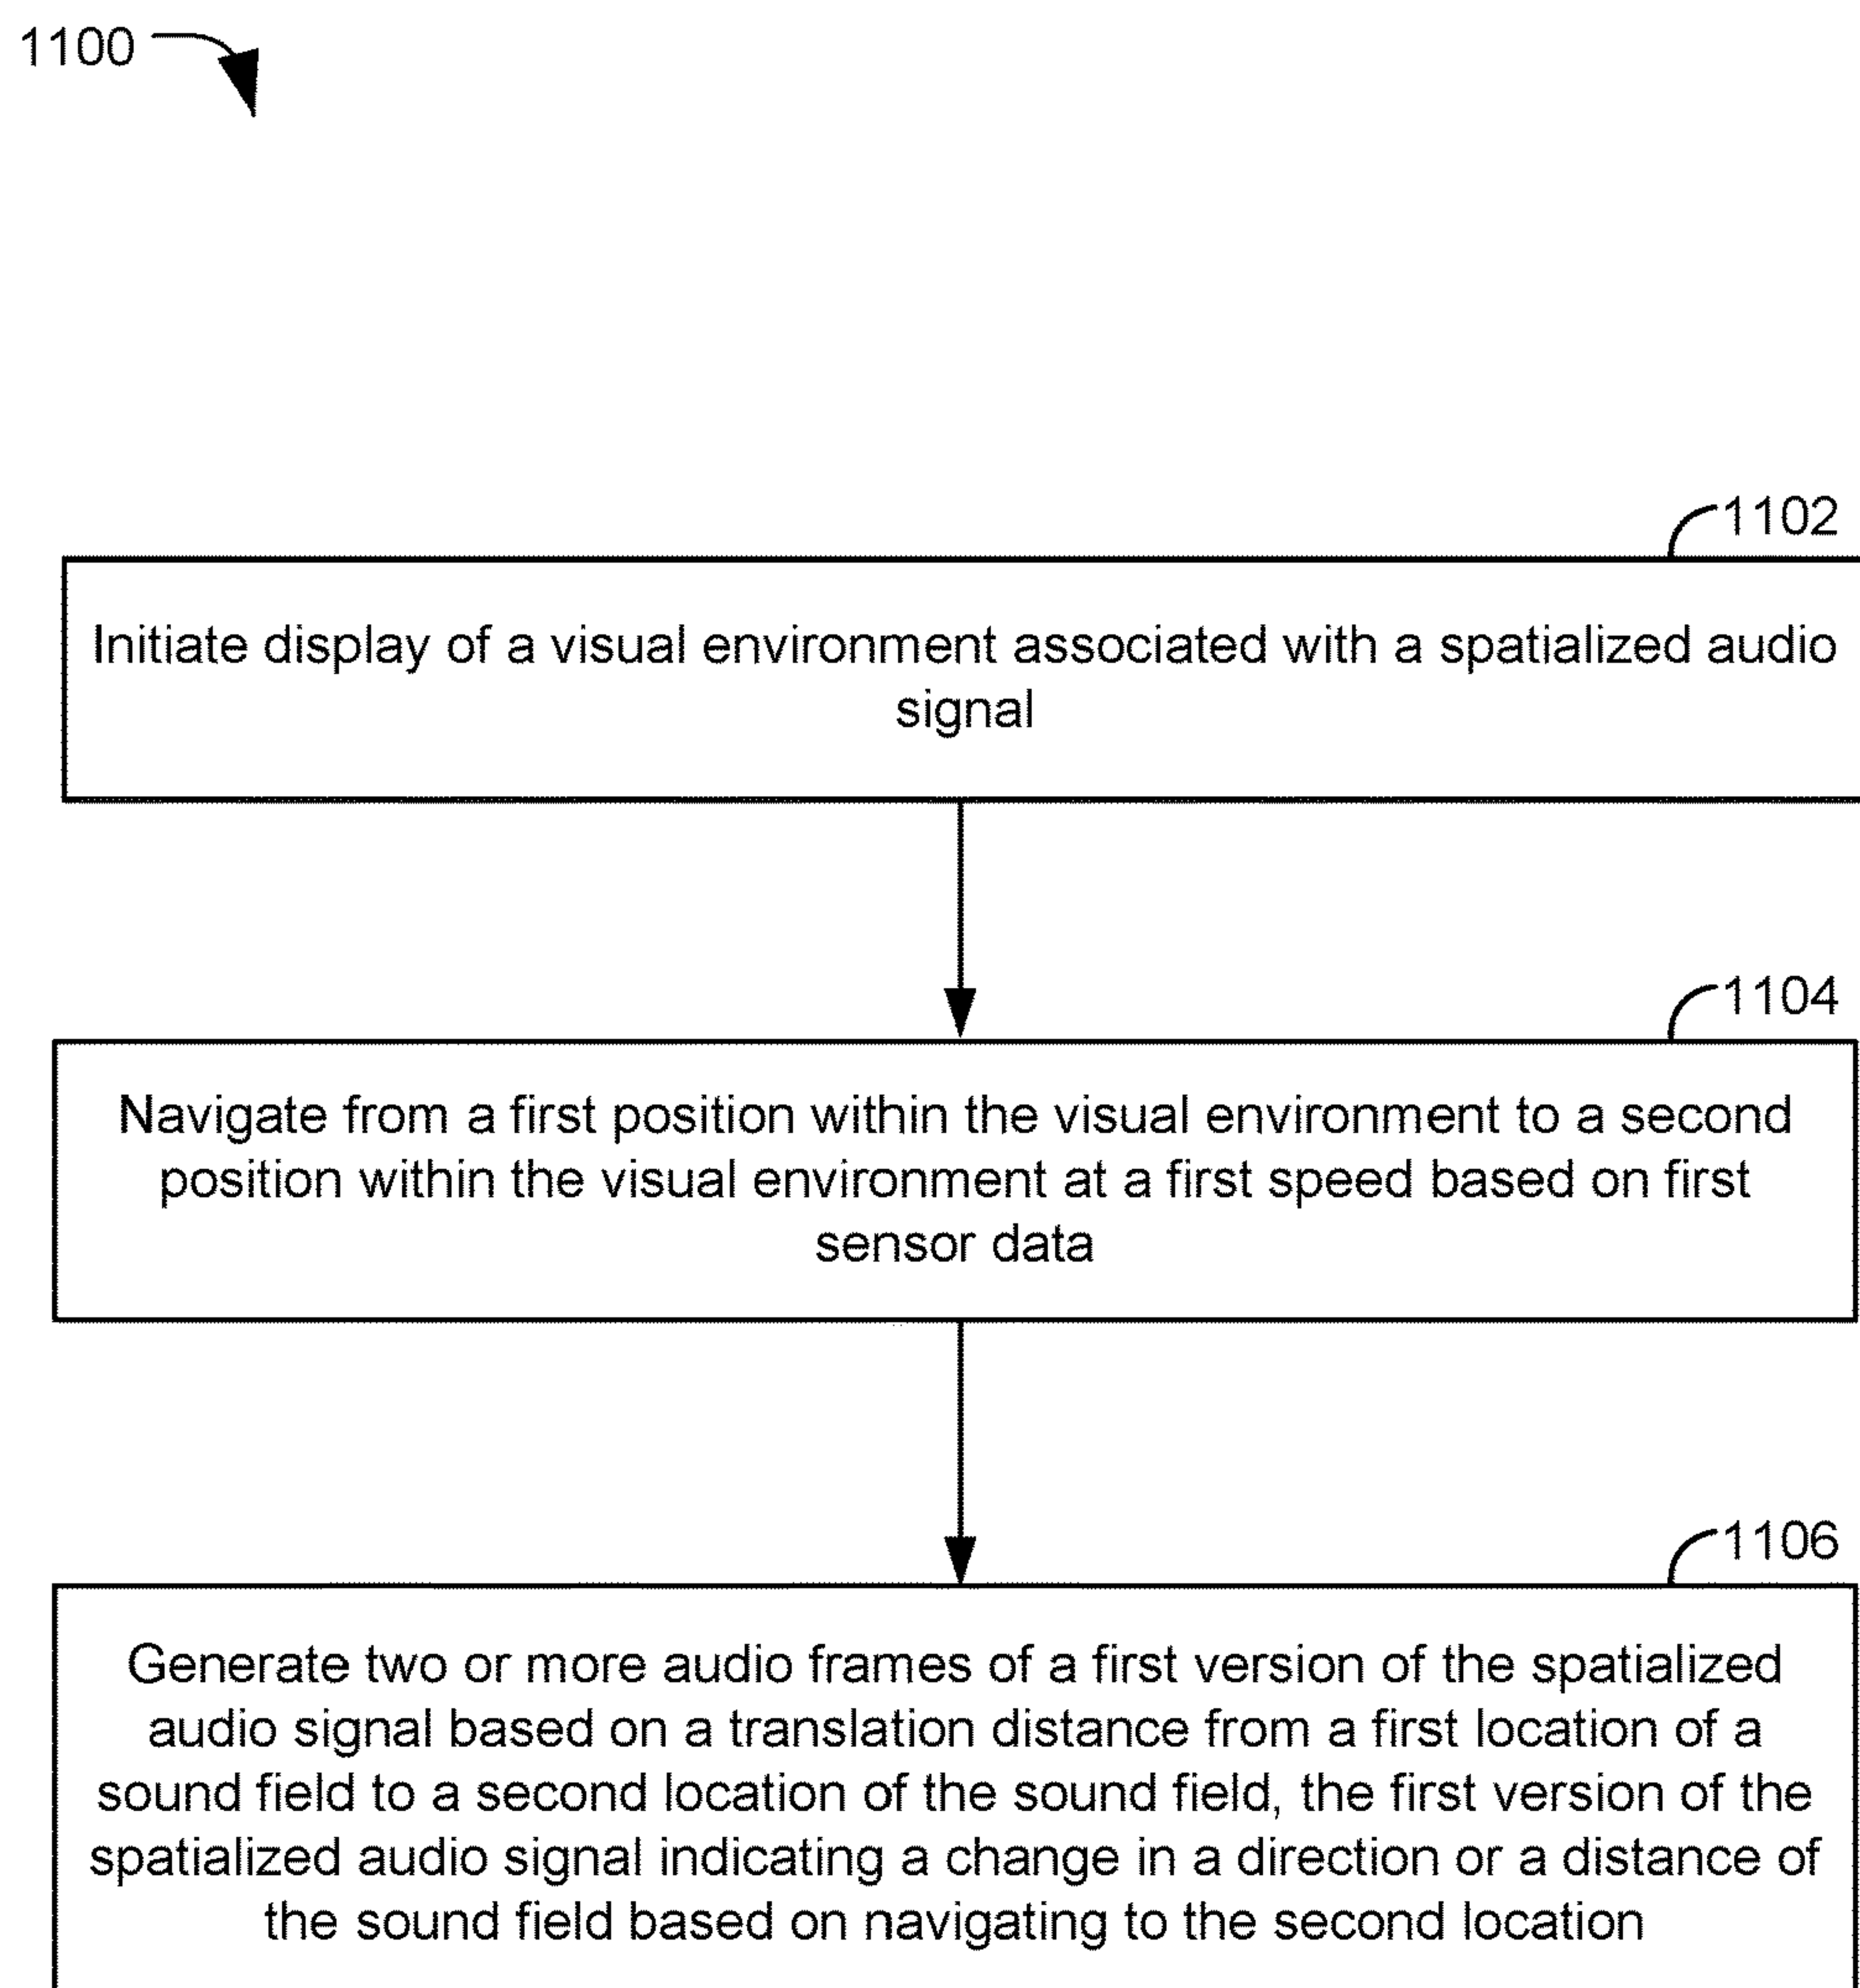 1100
1102
Initiate display of a visual environment associated with a spatialized audio
signal
1104
Navigate from a first position within the visual environment to a second
position within the visual environment at a first speed based on first
sensor data
1106
Generate two or more audio frames of a first version of the spatialized
audio signal based on a translation distance from a first location of a
sound field to a second location of the sound field, the first version of the
spatialized audio signal indicating a change in a direction or a distance of
the sound field based on navigating to the second location